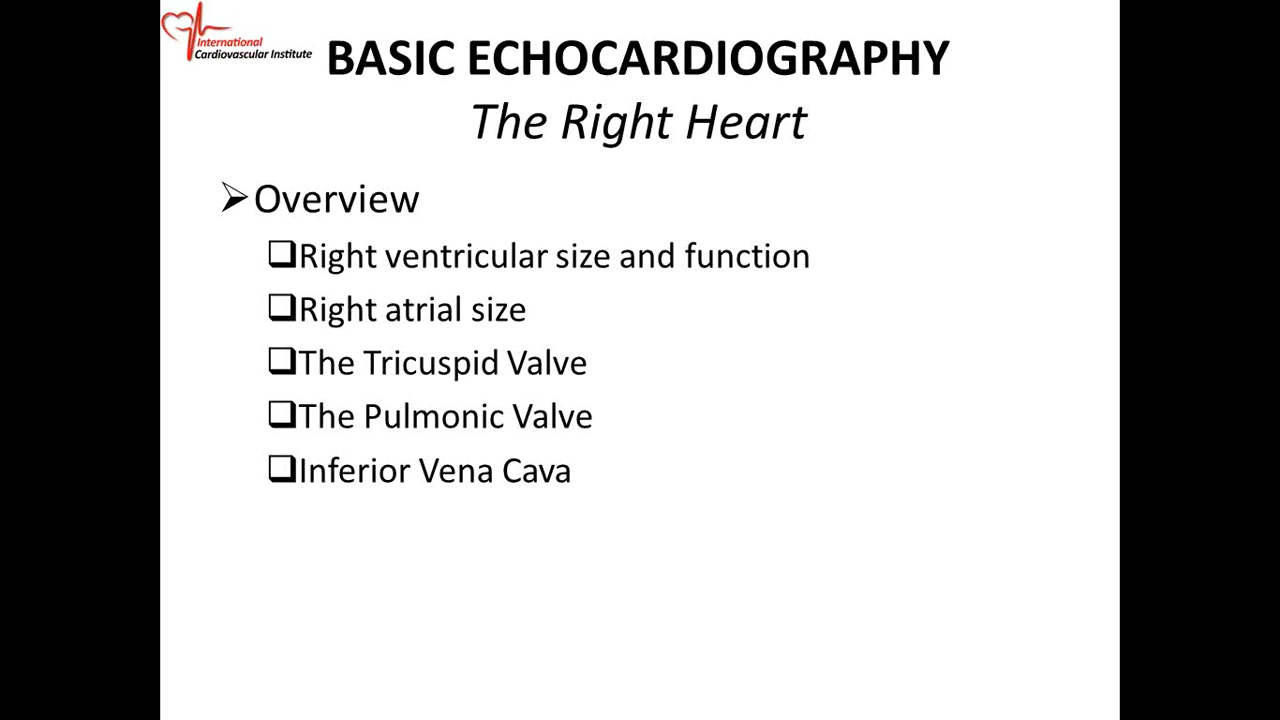 International
Cardiovascular Institute
BASIC ECHOCARDIOGRAPHY
The Right Heart
Overview
Right ventricular size and function
Right atrial size
The Tricuspid Valve
The Pulmonic Valve
Inferior Vena Cava